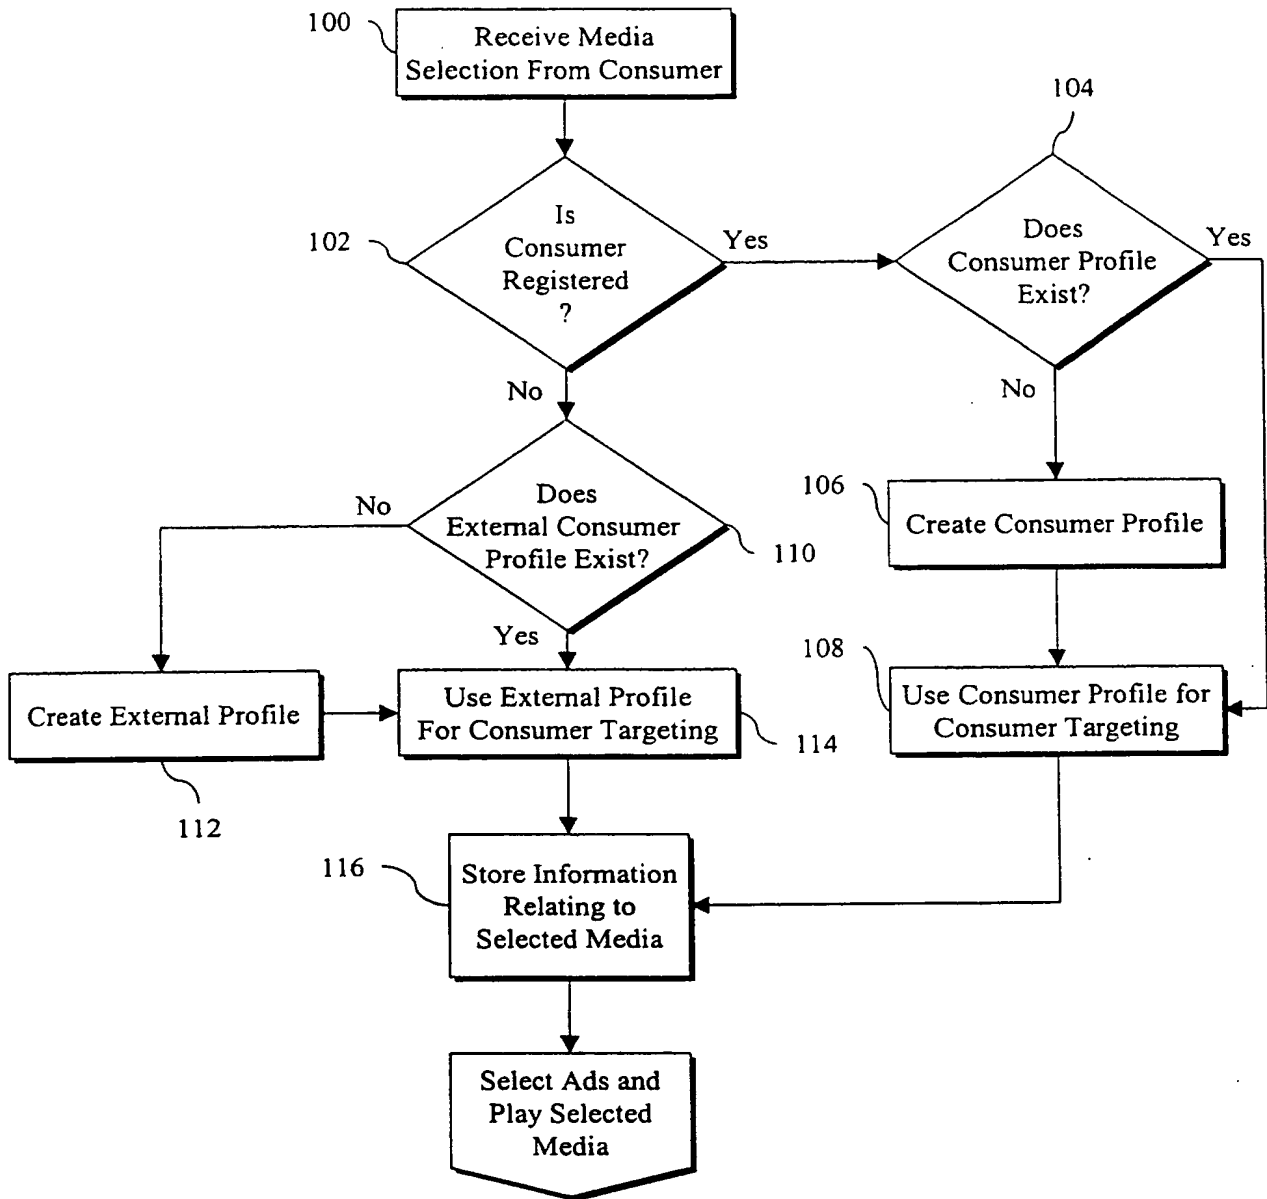 100
Receive Media
Selection From Consumer
104
102
Is
Consumer
Registered
?
Yes
Does
Consumer Profile
Exist?
Yes
No
No
106
Create Consumer Profile
No
Does
External Consumer
Profile Exist?
110
Yes
108
Use Consumer Profile for
Consumer Targeting
Create External Profile
Use External Profile
For Consumer Targeting
114
112
116
Store Information
Relating to
Selected Media
Select Ads and
Play Selected
Media